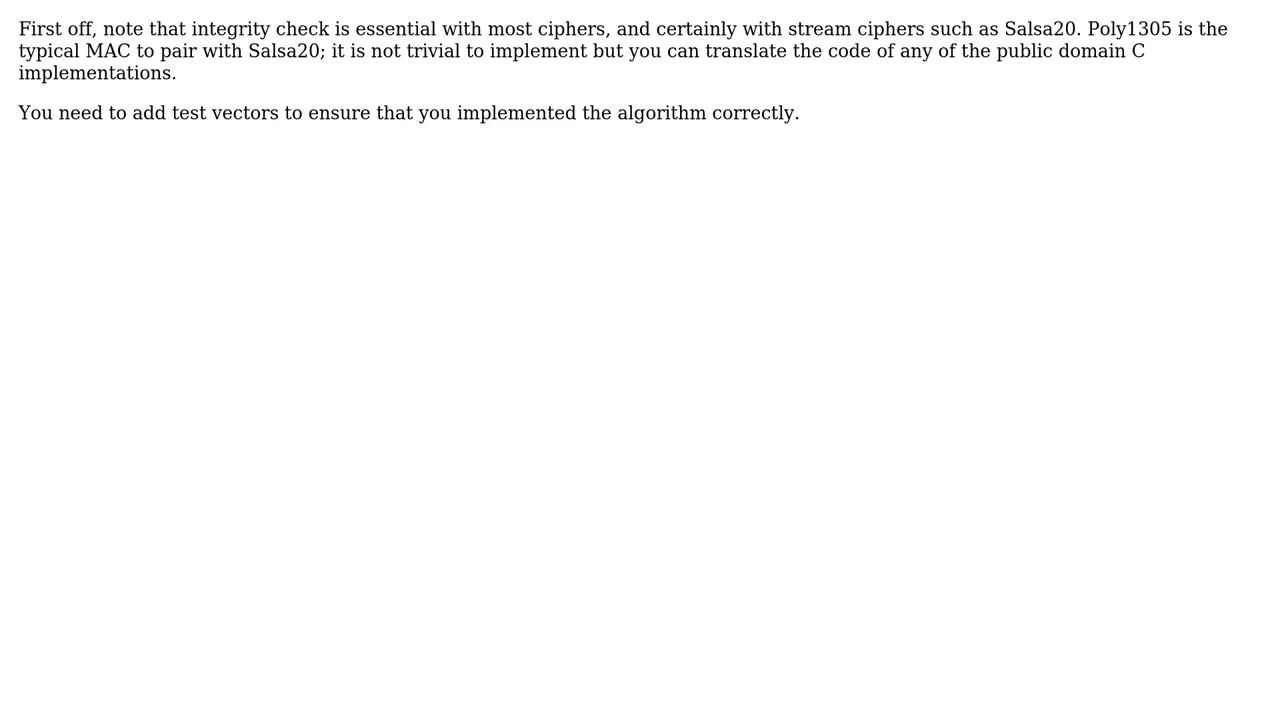 First off, note that integrity check is essential with most ciphers, and certainly with stream ciphers such as Salsa20. Poly1305 is the
typical MAC to pair with Salsa20; it is not trivial to implement but you can translate the code of any of the public domain C
implementations.
You need to add test vectors to ensure that you implemented the algorithm correctly.